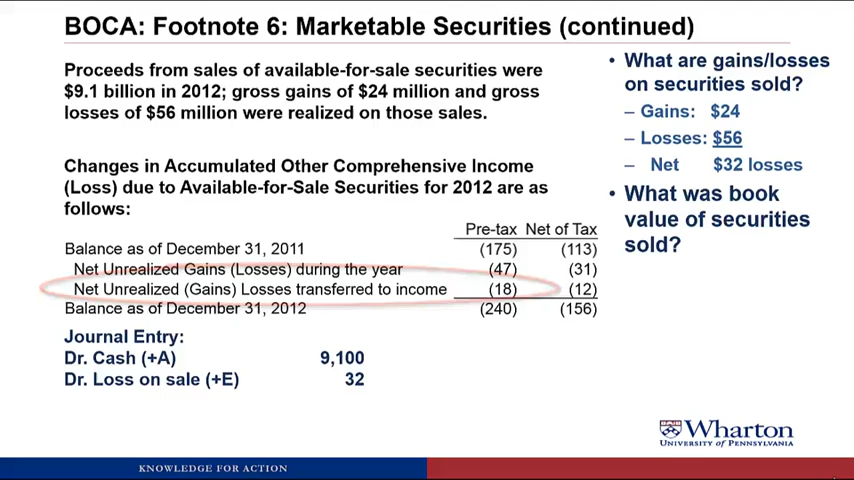 BOCA: Footnote 6: Marketable Securities (continued)
Proceeds from sales of available-for-sale securities were
$9.1 billion in 2012; gross gains of $24 million and gross
losses of $56 million were realized on those sales.
Changes in Accumulated Other Comprehensive Income
(Loss) due to Available-for-Sale Securities for 2012 are as
follows:
Pre-tax Net of Tax
Balance as of December 31, 2011 (175) (113)
Net Unrealized Gains (Losses) during the year (47) (31)
Net Unrealized (Gains) Losses transferred to income (18) (12)
Balance as of December 31, 2012 (240) (156)
Journal Entry:
Dr. Cash (+A) 9,100
Dr. Loss on sale (+E) 32
• What are gains/losses
on securities sold?
– Gains: $24
– Losses: $56
– Net $32 losses
• What was book
value of securities
sold?
Wharton
UNIVERSITY OF PENNSYLVANIA
KNOWLEDGE FOR ACTION